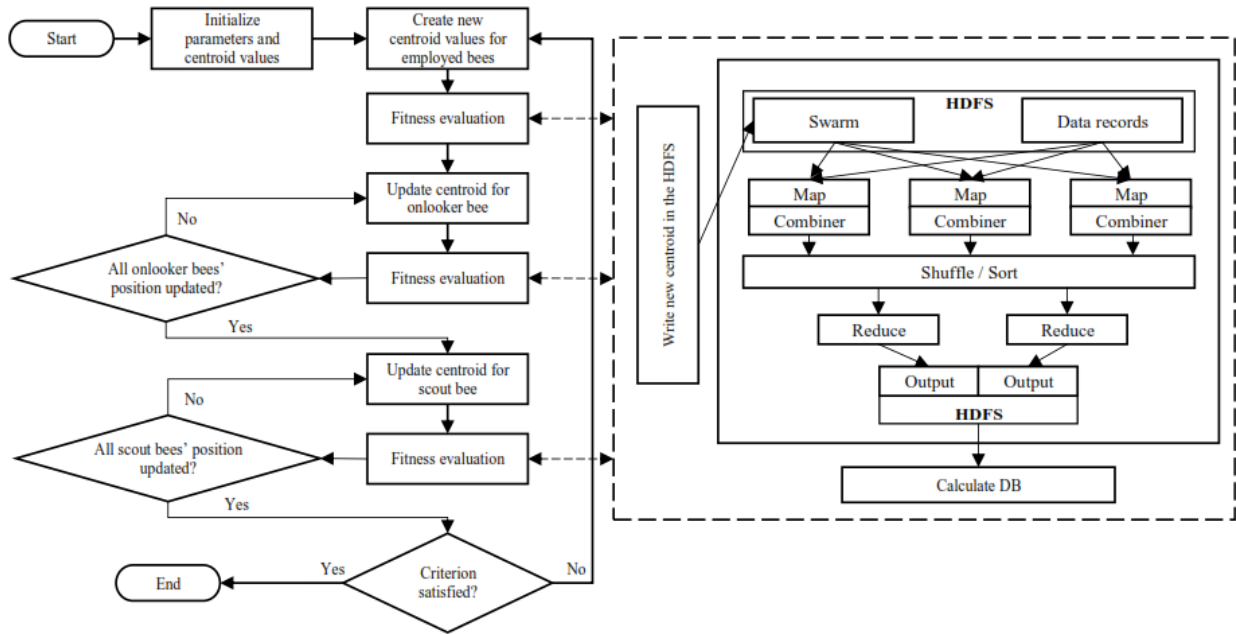 Start
Initialize
parameters and
centroid values
Create new
centroid values for
employed bees
Fitness evaluation
Update centroid for
onlooker bee
No
All onlooker bees'
position updated?
Fitness evaluation
Yes
Update centroid for
scout bee
No
All scout bees' position
updated?
Fitness evaluation
Yes
Criterion
satisfied?
Yes
No
End
Write new centroid in the HDFS
HDFS
Swarm
Data records
Map
Combiner
Map
Combiner
Map
Combiner
Shuffle / Sort
Reduce
Reduce
Output
Output
HDFS
Calculate DB